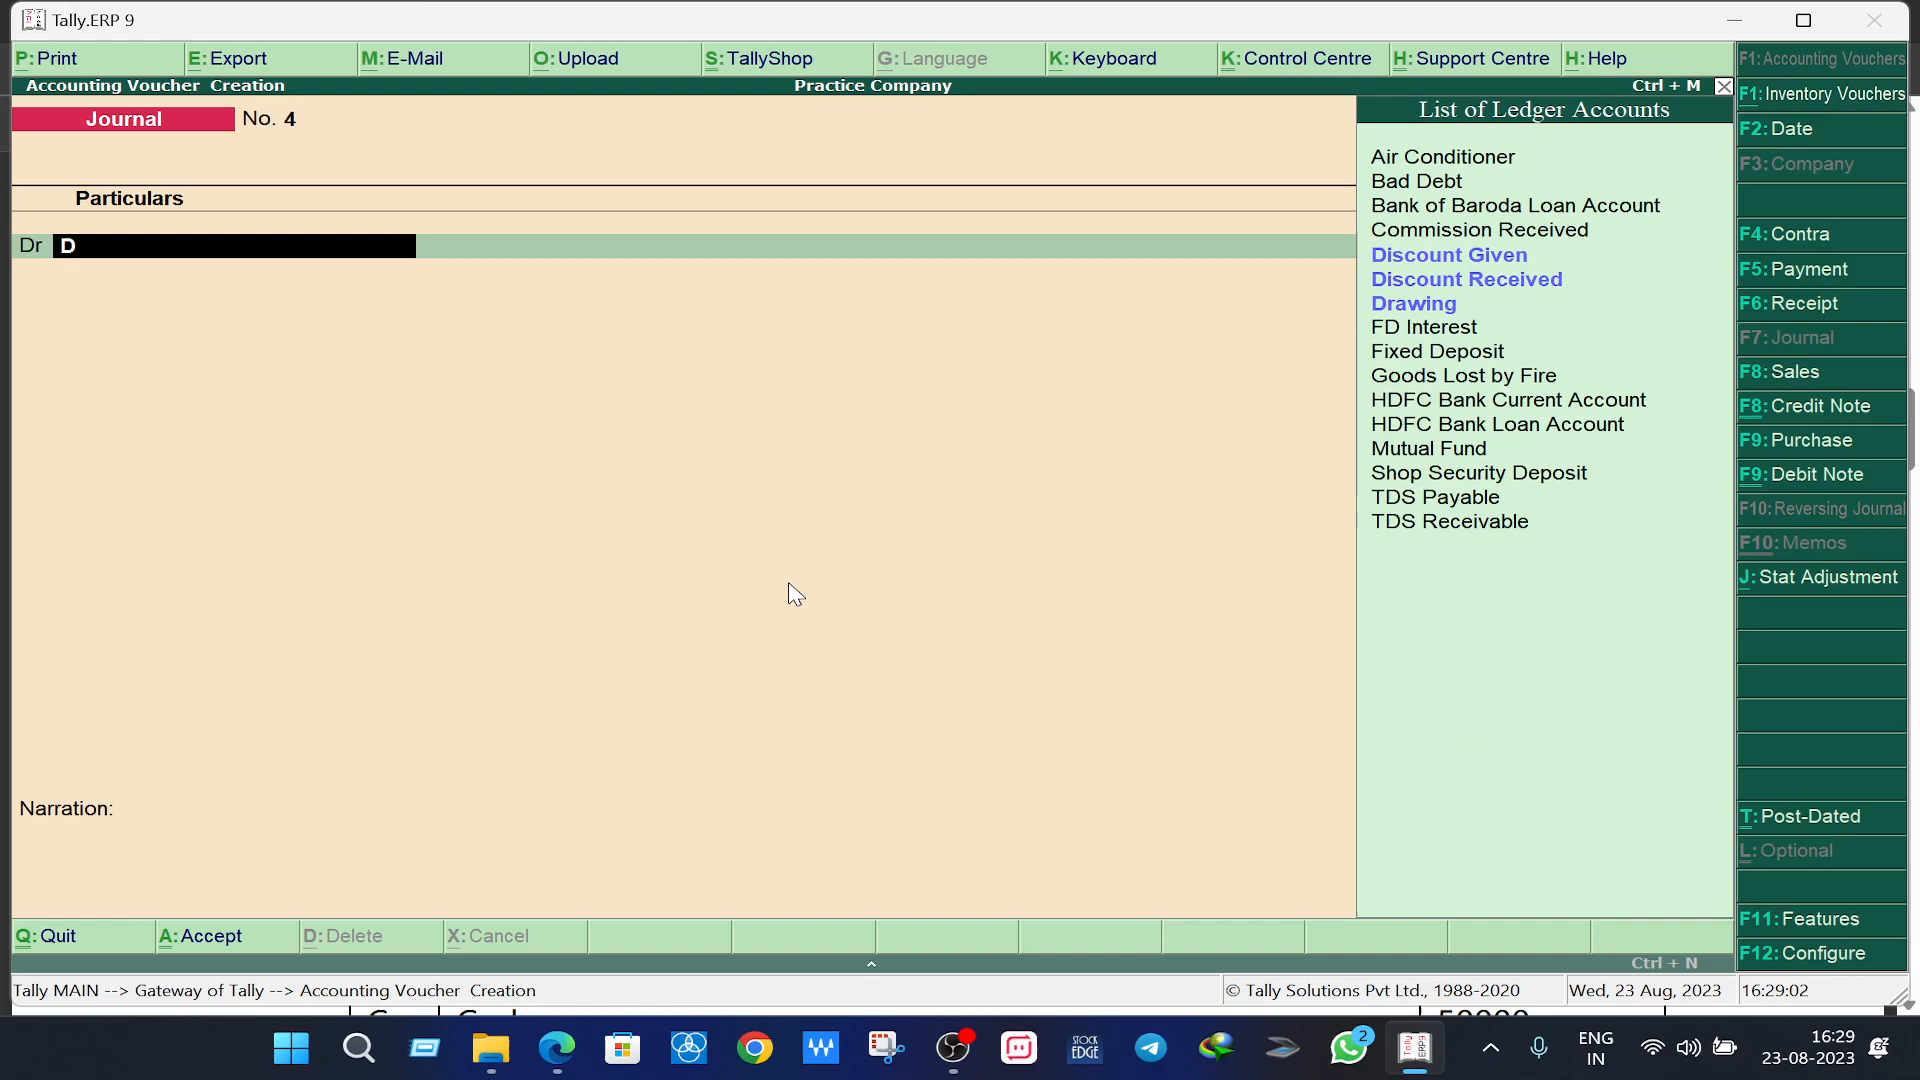 Tally.ERP 9
P: Print E: Export M: E-Mail O: Upload S: TallyShop G: Language K: Keyboard K: Control Centre H: Support Centre H: Help
Accounting Voucher Creation Practice Company Ctrl + M
Journal No. 4
Particulars
Dr D
Narration:
List of Ledger Accounts
Air Conditioner
Bad Debt
Bank of Baroda Loan Account
Commission Received
Discount Given
Discount Received
Drawing
FD Interest
Fixed Deposit
Goods Lost by Fire
HDFC Bank Current Account
HDFC Bank Loan Account
Mutual Fund
Shop Security Deposit
TDS Payable
TDS Receivable
F1: Accounting Vouchers
F1: Inventory Vouchers
F2: Date
F3: Company
F4: Contra
F5: Payment
F6: Receipt
F7: Journal
F8: Sales
F8: Credit Note
F9: Purchase
F9: Debit Note
F10: Reversing Journal
F10: Memos
J: Stat Adjustment
T: Post-Dated
L: Optional
F11: Features
F12: Configure
Q: Quit A: Accept D: Delete X: Cancel
Ctrl + N
Tally MAIN --> Gateway of Tally --> Accounting Voucher Creation © Tally Solutions Pvt Ltd., 1988-2020 Wed, 23 Aug, 2023 16:29:02
STOCK EDGE
2
Tally ERP9
ENG
IN
16:29
23-08-2023